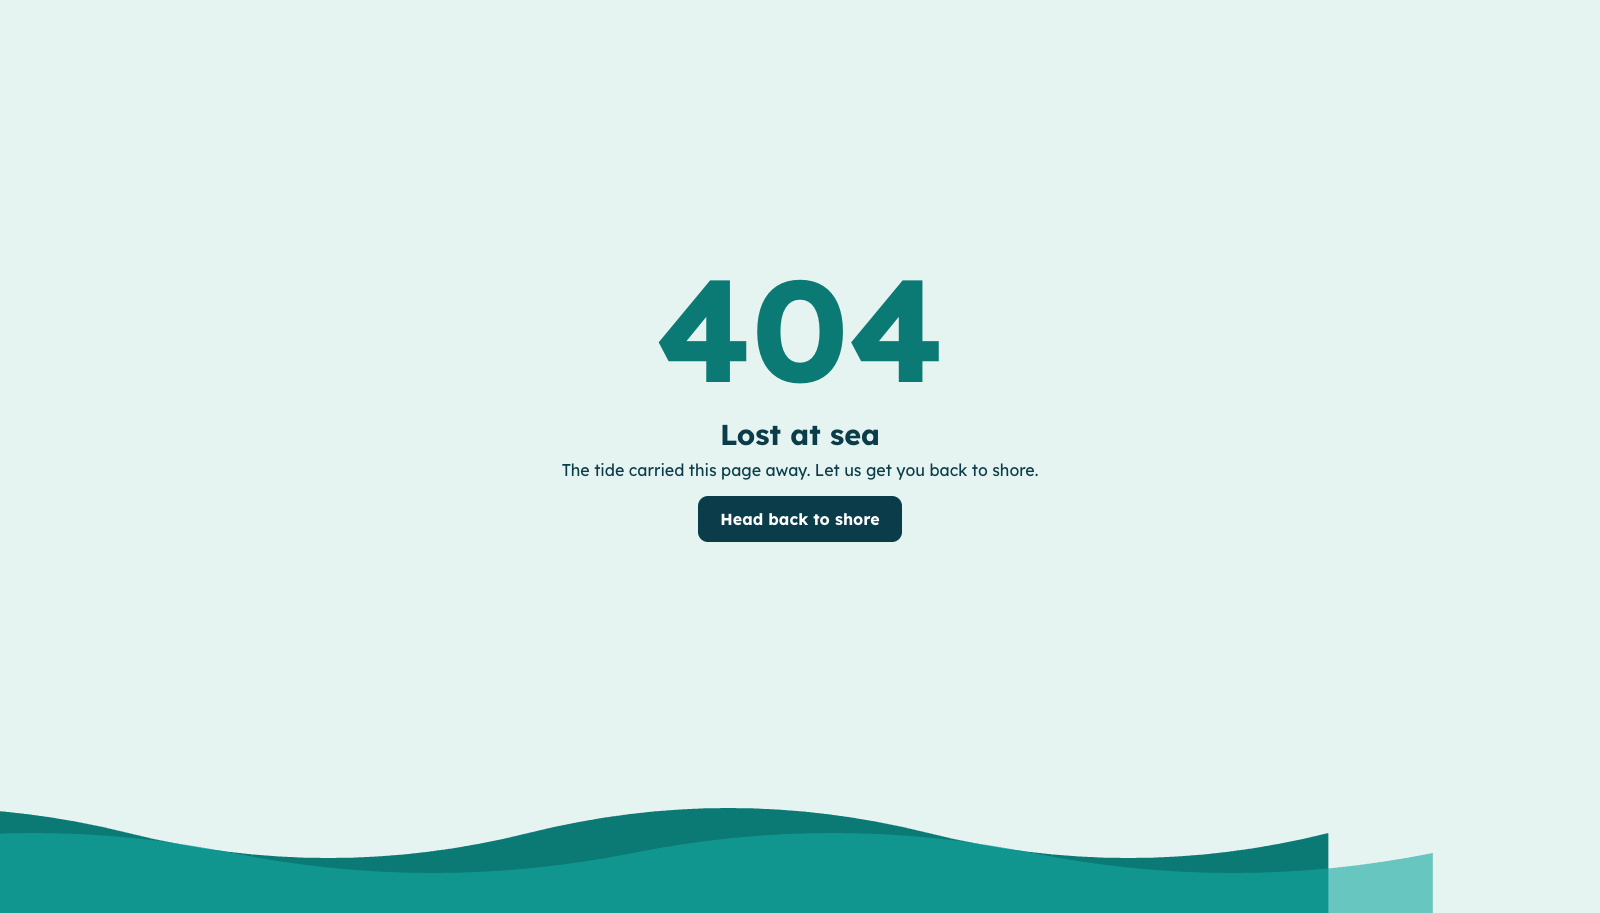 404
Lost at sea
The tide carried this page away. Let us get you back to shore.
Head back to shore